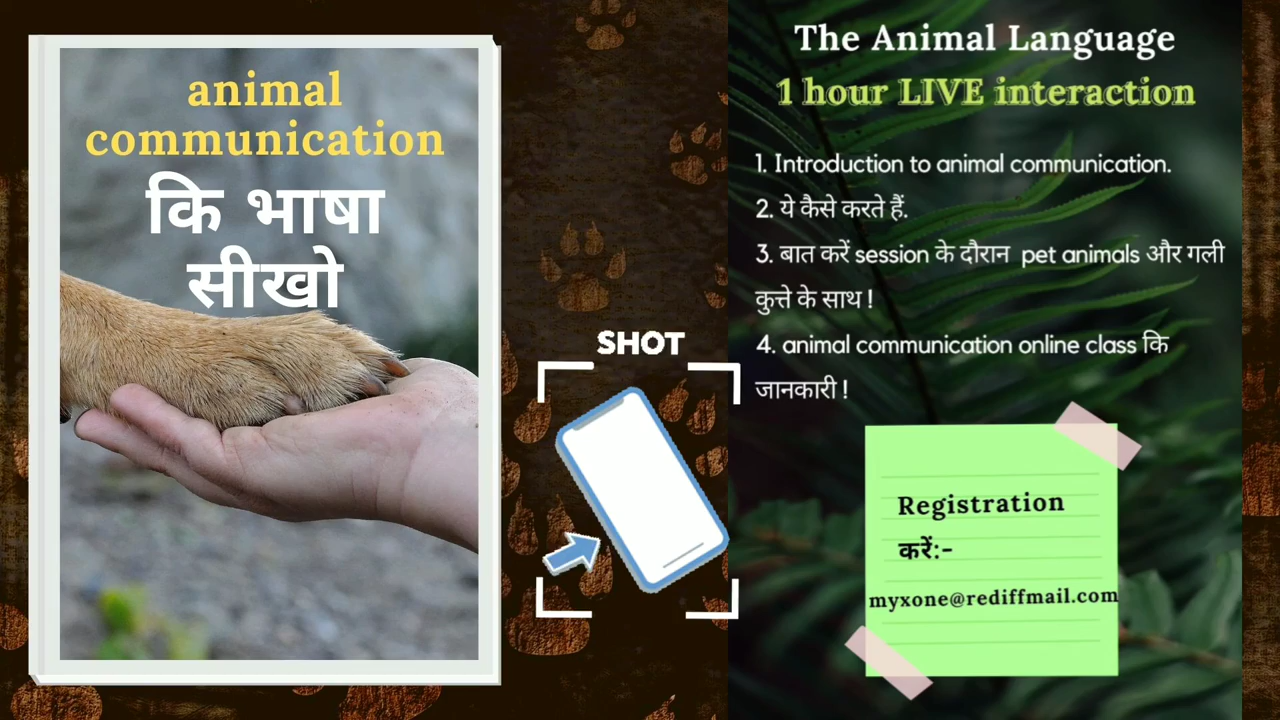 animal
communication
कि भाषा
सीखो
SHOT
The Animal Language
1 hour LIVE interaction
1. Introduction to animal communication.
2. ये कैसे करते हैं.
3. बात करें session के दौरान pet animals और गली
कुत्ते के साथ !
4. animal communication online class कि
जानकारी !
Registration
करें:-
myxone@rediffmail.com